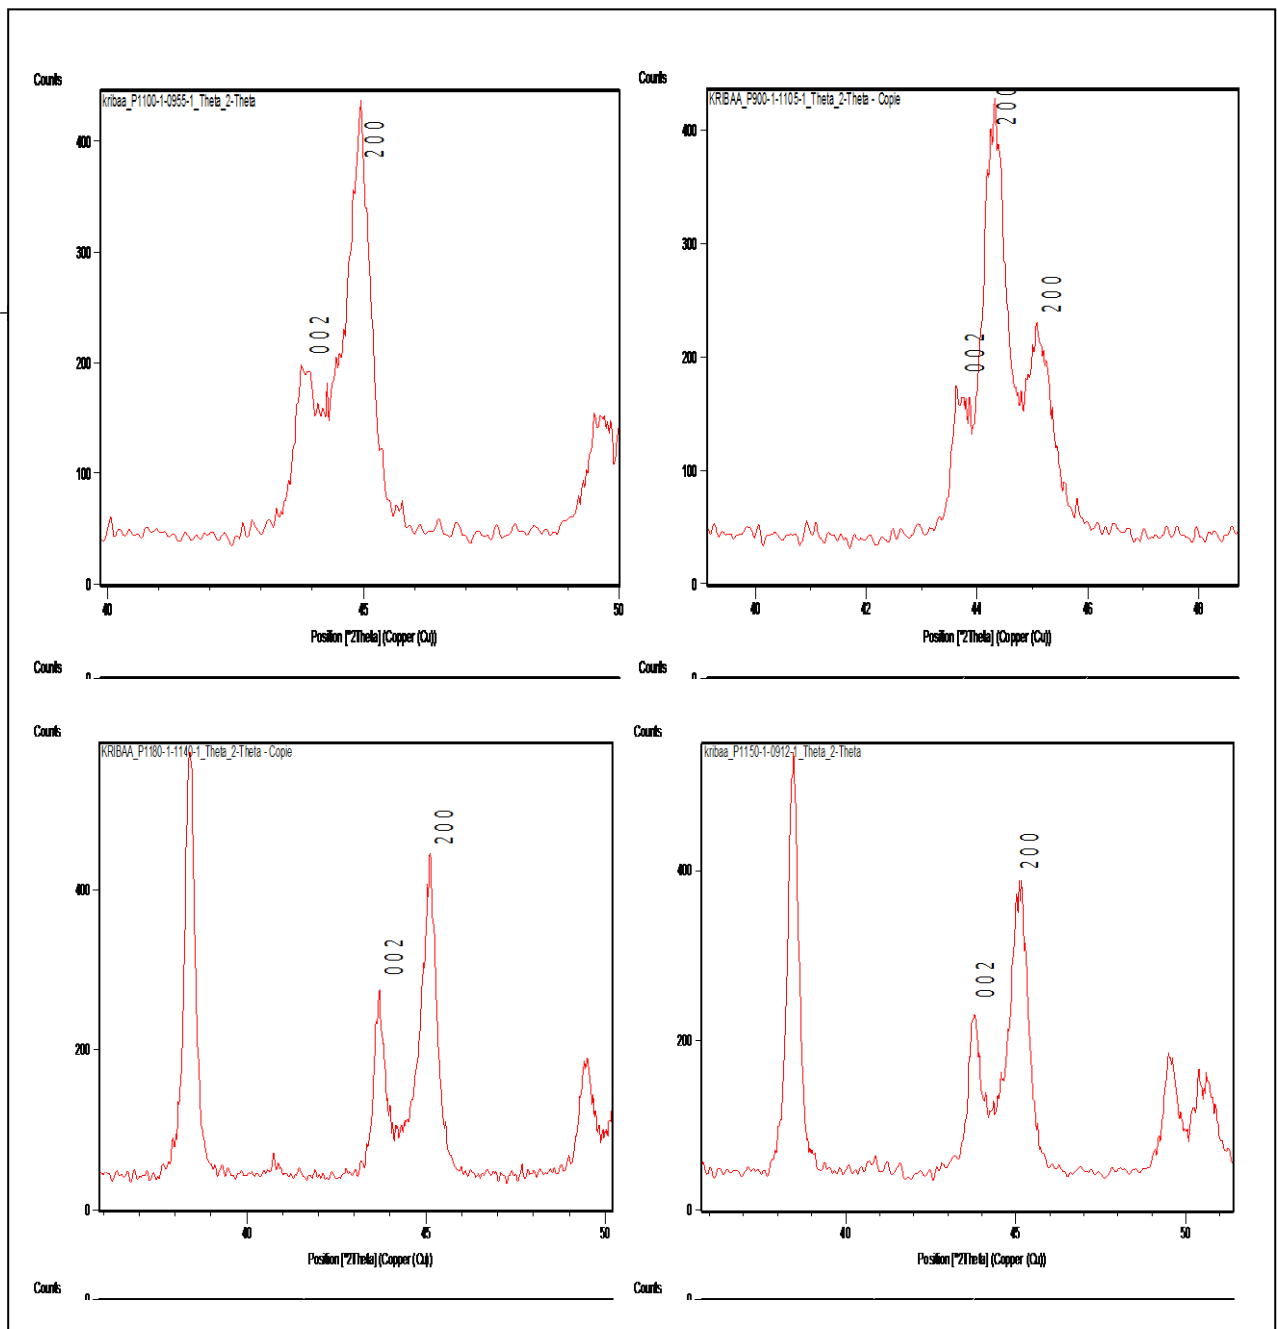 Counts
kribaa_P1100-1-0955-1_Theta_2-Theta
400
300
200
100
0
0 0 2
2 0 0
40
45
50
Position [°2Theta] (Copper (Cu))
Counts
KRIBAA_P900-1-1105-1_Theta_2-Theta - Copie
400
300
200
100
0
0 0 2
2 0 0
2 0 0
40
42
44
46
48
Position [°2Theta] (Copper (Cu))
Counts
0
Counts
0
Counts
KRIBAA_P1180-1-1140-1_Theta_2-Theta - Copie
400
200
0
0 0 2
2 0 0
40
45
50
Position [°2Theta] (Copper (Cu))
Counts
kribaa_P1150-1-0912-1_Theta_2-Theta
400
200
0
0 0 2
2 0 0
40
45
50
Position [°2Theta] (Copper (Cu))
Counts
0
Counts
0